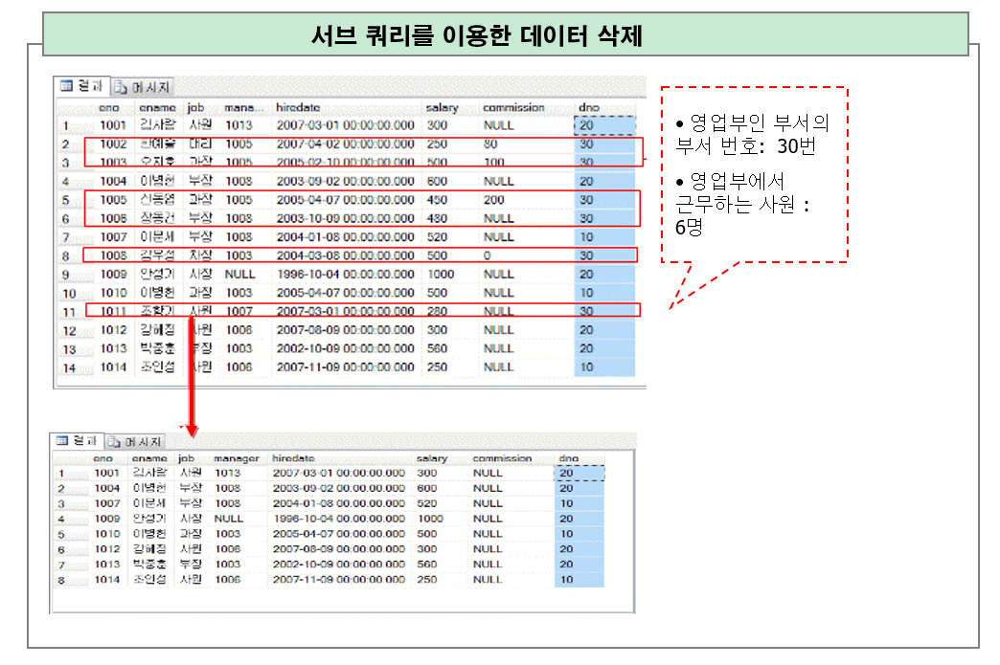 서브 쿼리를 이용한 데이터 삭제
결과 메시지
eno ename job mana... hiredate salary commission dno
1 1001 김사랑 사원 1013 2007-03-01 00:00:00.000 300 NULL 20
2 1002 한예슬 대리 1005 2007-04-02 00:00:00.000 250 80 30
3 1003 오지호 과장 1005 2005-02-10 00:00:00.000 500 100 30
4 1004 이병헌 부장 1008 2003-09-02 00:00:00.000 600 NULL 20
5 1005 신동엽 과장 1005 2005-04-07 00:00:00.000 450 200 30
6 1006 장동건 부장 1008 2003-10-09 00:00:00.000 480 NULL 30
7 1007 이문세 부장 1008 2004-01-08 00:00:00.000 520 NULL 10
8 1008 감우성 차장 1003 2004-03-08 00:00:00.000 500 0 30
9 1009 안성기 사장 NULL 1996-10-04 00:00:00.000 1000 NULL 20
10 1010 이병헌 과장 1003 2005-04-07 00:00:00.000 500 NULL 10
11 1011 조향기 사원 1007 2007-03-01 00:00:00.000 280 NULL 30
12 1012 강혜정 사원 1006 2007-08-09 00:00:00.000 300 NULL 20
13 1013 박중훈 부장 1003 2002-10-09 00:00:00.000 560 NULL 20
14 1014 조인성 사원 1006 2007-11-09 00:00:00.000 250 NULL 10
• 영업부인 부서의
부서 번호: 30번
• 영업부에서
근무하는 사원 :
6명
결과 메시지
eno ename job manager hiredate salary commission dno
1 1001 김사랑 사원 1013 2007-03-01 00:00:00.000 300 NULL 20
2 1004 이병헌 부장 1008 2003-09-02 00:00:00.000 600 NULL 20
3 1007 이문세 부장 1008 2004-01-08 00:00:00.000 520 NULL 10
4 1009 안성기 사장 NULL 1996-10-04 00:00:00.000 1000 NULL 20
5 1010 이병헌 과장 1003 2005-04-07 00:00:00.000 500 NULL 10
6 1012 강혜정 사원 1006 2007-08-09 00:00:00.000 300 NULL 20
7 1013 박중훈 부장 1003 2002-10-09 00:00:00.000 560 NULL 20
8 1014 조인성 사원 1006 2007-11-09 00:00:00.000 250 NULL 10